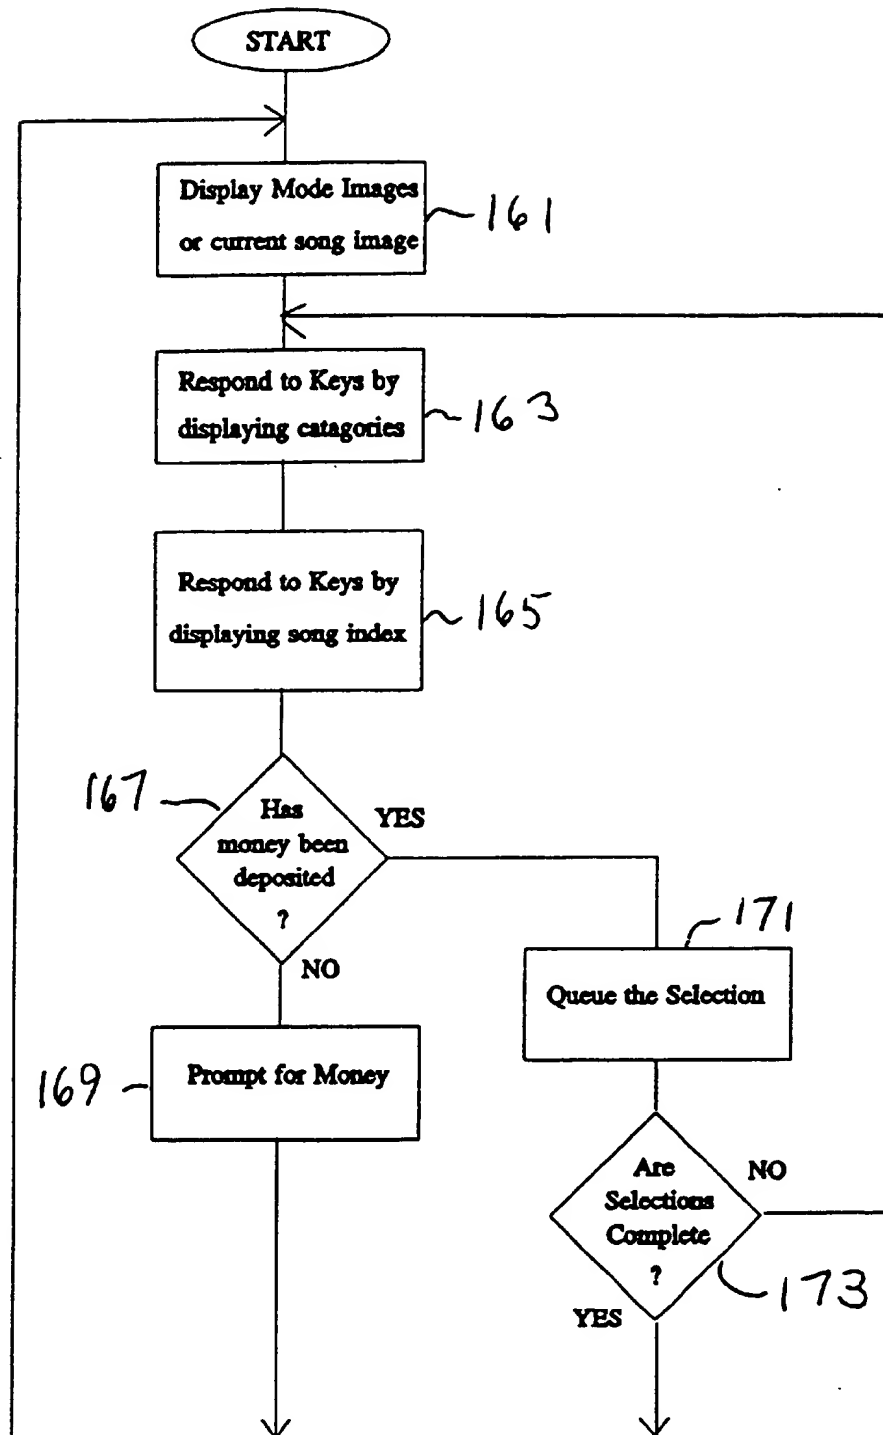 START
Display Mode Images
or current song image
161
Respond to Keys by
displaying catagories
163
Respond to Keys by
displaying song index
165
167
Has
money been
deposited
?
YES
NO
171
Queue the Selection
169
Prompt for Money
Are
Selections
Complete
?
NO
173
YES